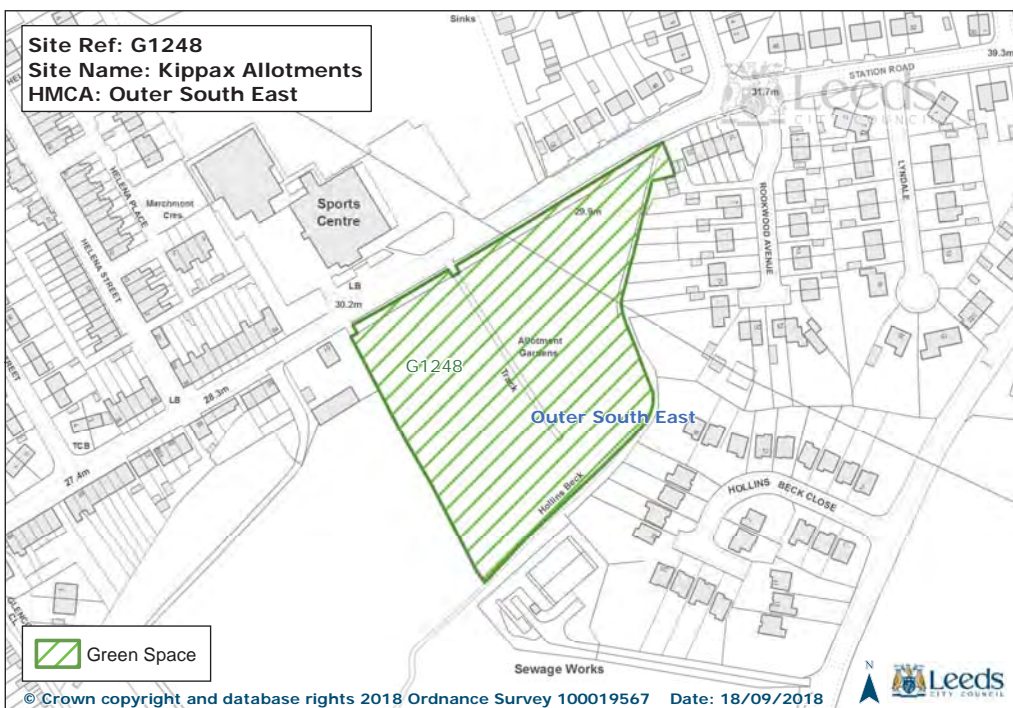 Site Ref: G1248
Site Name: Kippax Allotments
HMCA: Outer South East
Sinks
39.3m
STATION ROAD
31.7m
Leeds
CITY COUNCIL
HELENA PLACE
Marchmont
Cres
Sports
Centre
HELENA STREET
LB
30.2m
29.9m
ROOKWOOD AVENUE
LYNDALE
G1248
Allotment
Gardens
Track
Outer South East
LB
28.3m
TCB
27.4m
Hollins Beck
HOLLINS BECK CLOSE
Sewage Works
Green Space
N
Leeds
CITY COUNCIL
© Crown copyright and database rights 2018 Ordnance Survey 100019567 Date: 18/09/2018